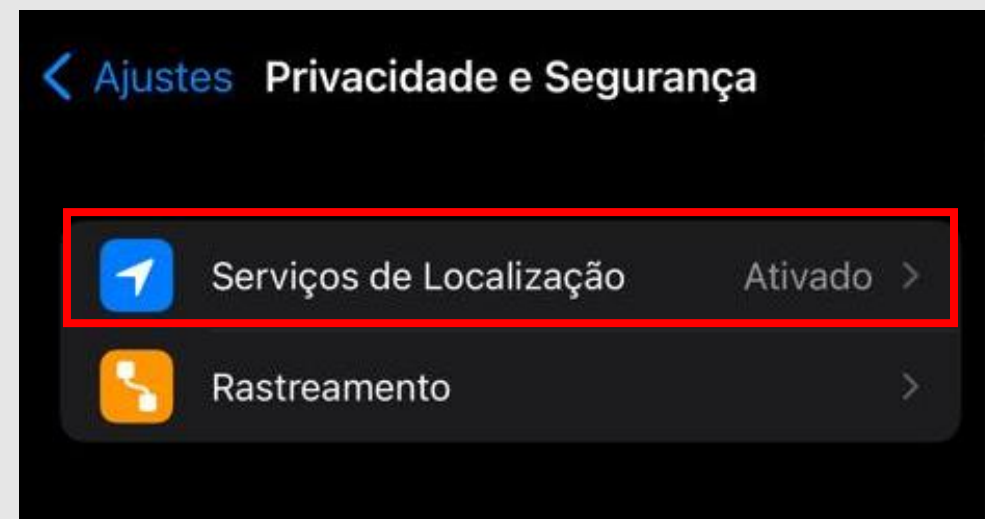 Ajustes Privacidade e Segurança
Serviços de Localização Ativado
Rastreamento